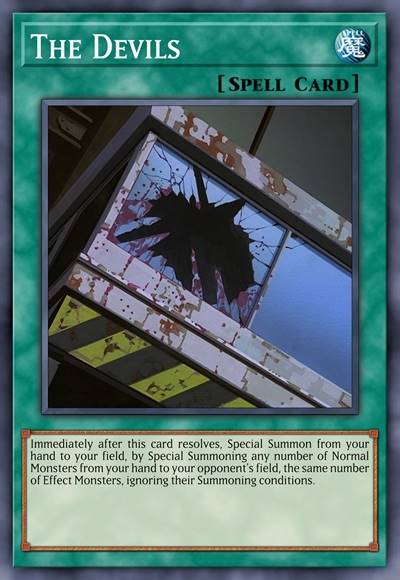 The Devils
魔
[Spell Card]
Immediately after this card resolves, Special Summon from your
hand to your field, by Special Summoning any number of Normal
Monsters from your hand to your opponent's field, the same number
of Effect Monsters, ignoring their Summoning conditions.